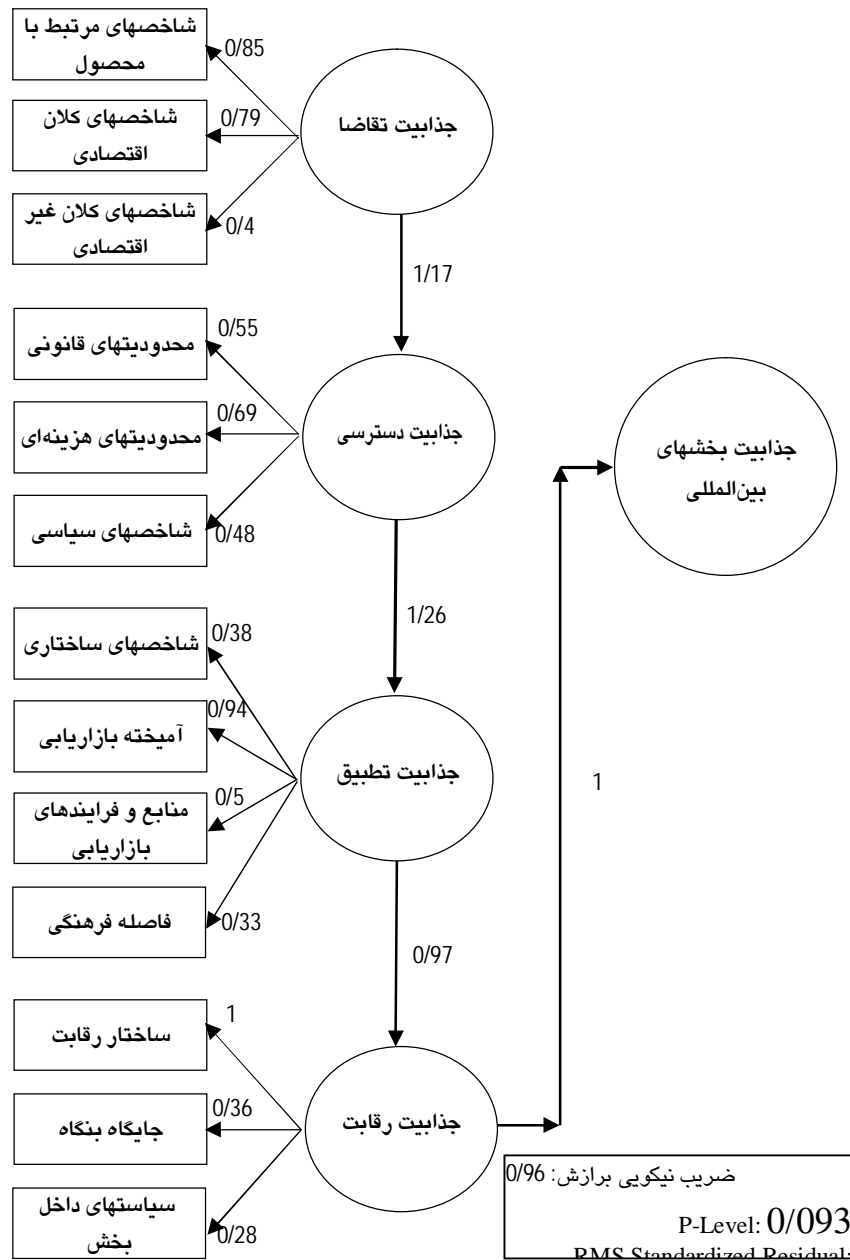 شاخصهای مرتبط با
محصول
0/85
جذابیت تقاضا
شاخصهای کلان
اقتصادی
0/79
شاخصهای کلان غیر
اقتصادی
0/4
1/17
محدودیتهای قانونی
0/55
جذابیت دسترسی
محدودیتهای هزینه‌ای
0/69
شاخصهای سیاسی
0/48
جذابیت بخشهای
بین‌المللی
1/26
شاخصهای ساختاری
0/38
آمیخته بازاریابی
0/94
جذابیت تطبیق
منابع و فرایندهای
بازاریابی
0/5
فاصله فرهنگی
0/33
1
0/97
ساختار رقابت
1
جایگاه بنگاه
0/36
جذابیت رقابت
سیاستهای داخل
بخش
0/28
ضریب نیکویی برازش: 0/96
P-Level: 0/093
RMS Standardized Residual: